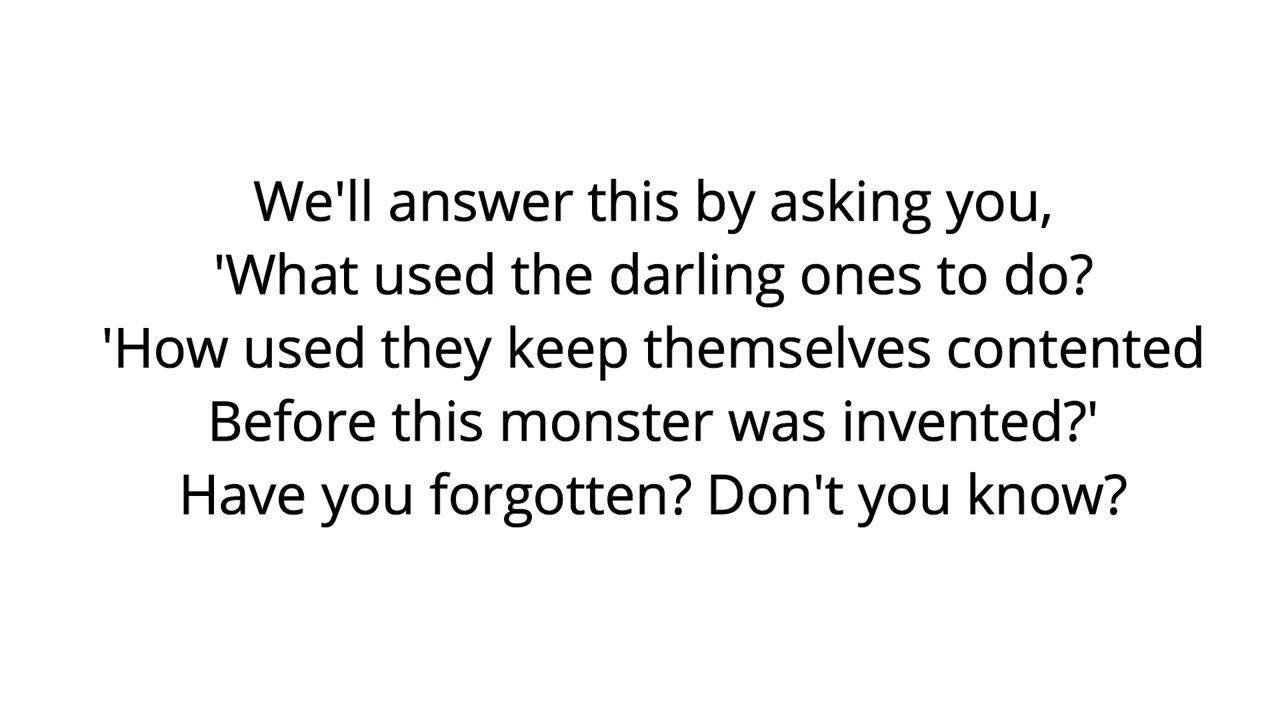 We'll answer this by asking you,
'What used the darling ones to do?
'How used they keep themselves contented
Before this monster was invented?'
Have you forgotten? Don't you know?